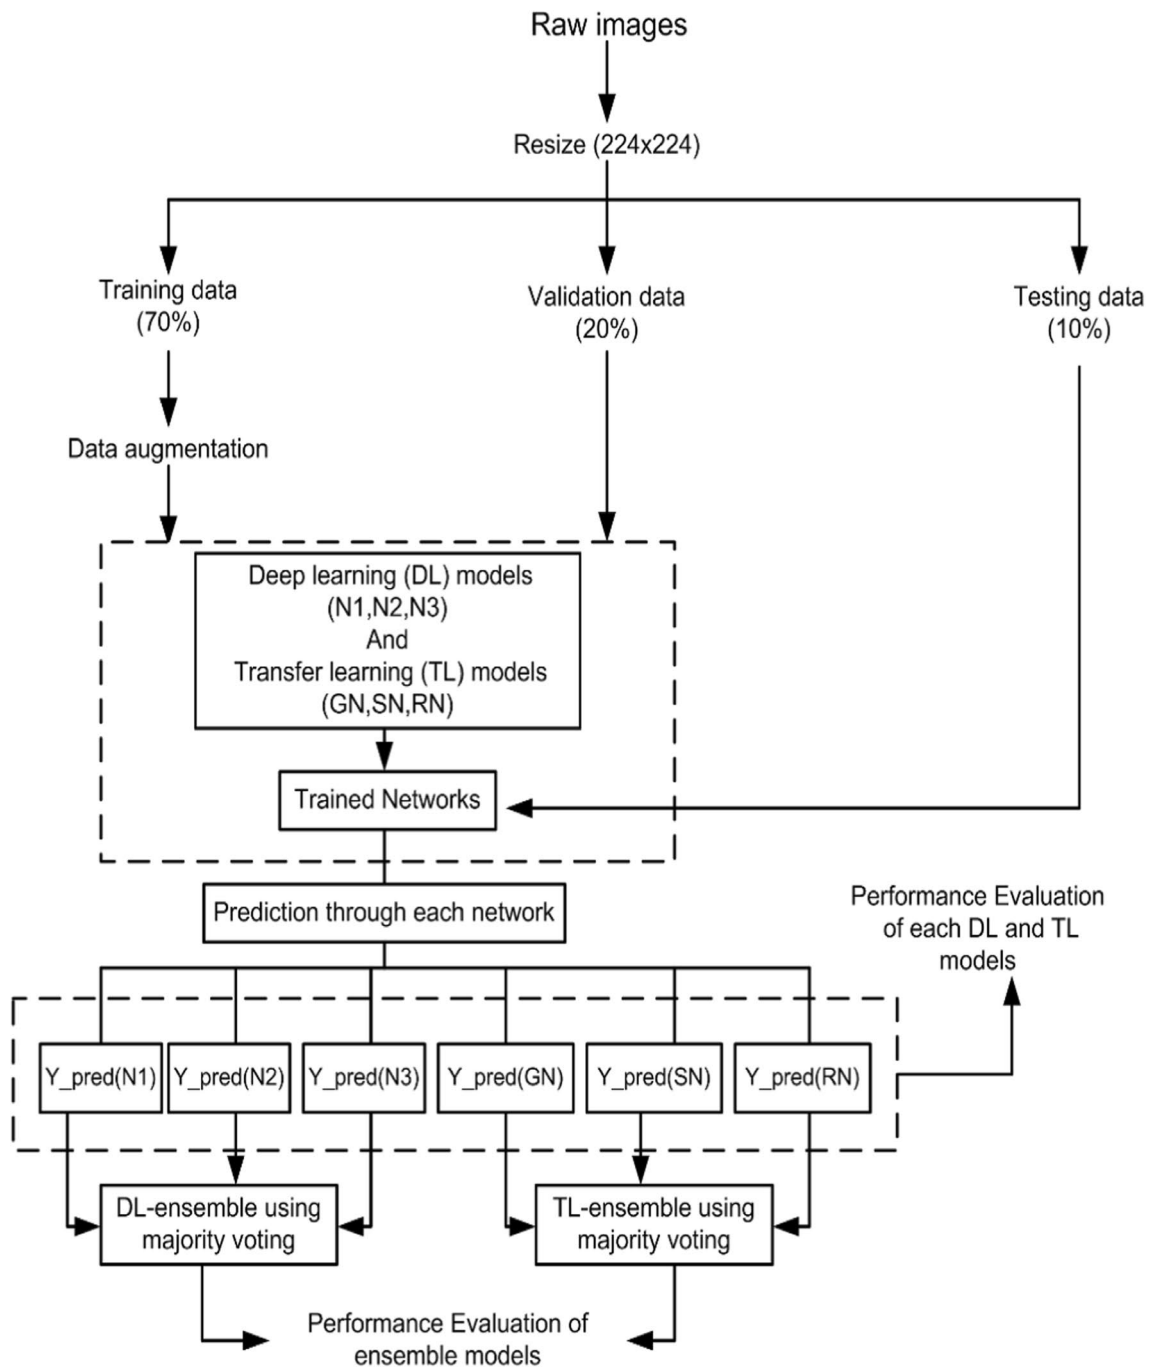 Raw images
Resize (224x224)
Training data
(70%)
Validation data
(20%)
Testing data
(10%)
Data augmentation
Deep learning (DL) models
(N1,N2,N3)
And
Transfer learning (TL) models
(GN,SN,RN)
Trained Networks
Prediction through each network
Performance Evaluation
of each DL and TL
models
Y_pred(N1)
Y_pred(N2)
Y_pred(N3)
Y_pred(GN)
Y_pred(SN)
Y_pred(RN)
DL-ensemble using
majority voting
TL-ensemble using
majority voting
Performance Evaluation of
ensemble models